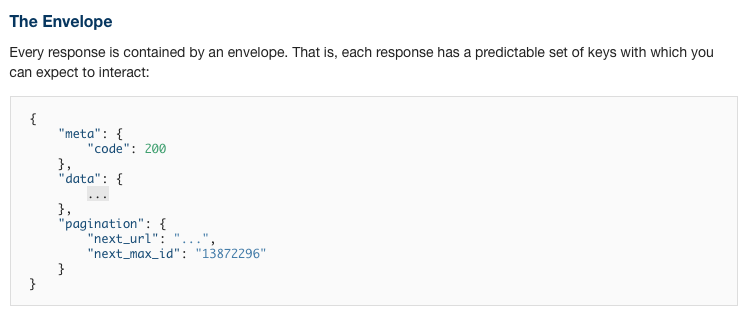 The Envelope
Every response is contained by an envelope. That is, each response has a predictable set of keys with which you
can expect to interact:
{
    "meta": {
        "code": 200
    },
    "data": {
        ...
    },
    "pagination": {
        "next_url": "...",
        "next_max_id": "13872296"
    }
}